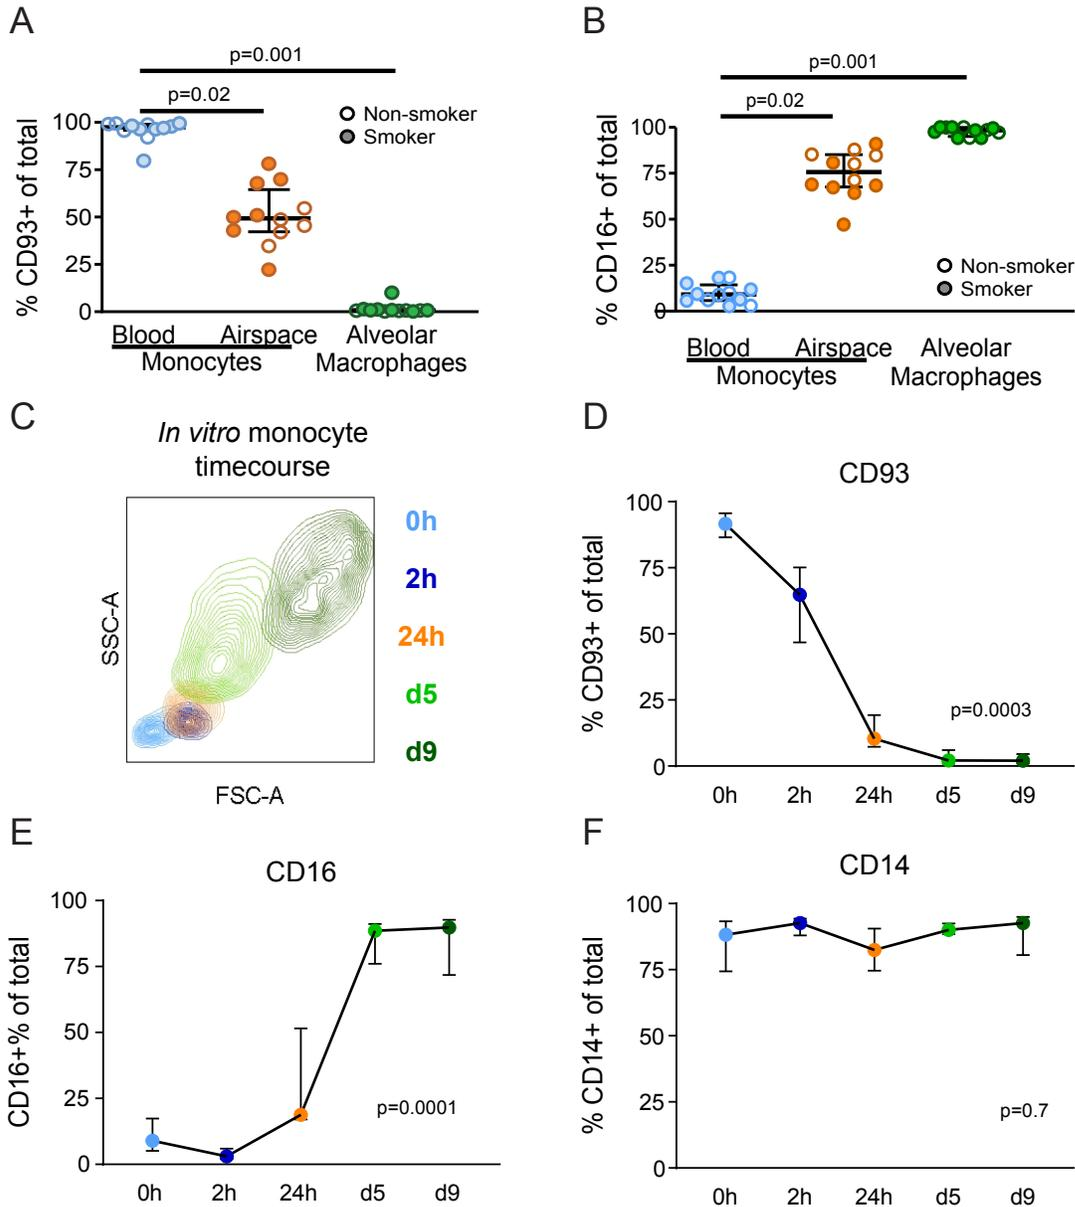 A
p=0.001
p=0.02
Non-smoker
Smoker
% CD93+ of total
100
75
50
25
0
Blood
Airspace
Alveolar
Monocytes
Macrophages
B
p=0.001
p=0.02
% CD16+ of total
100
75
50
25
0
Non-smoker
Smoker
Blood
Airspace
Alveolar
Monocytes
Macrophages
C
In vitro monocyte
timecourse
SSC-A
FSC-A
0h
2h
24h
d5
d9
D
CD93
% CD93+ of total
100
75
50
25
0
p=0.0003
0h 2h 24h d5 d9
E
CD16
CD16+% of total
100
75
50
25
0
p=0.0001
0h 2h 24h d5 d9
F
CD14
% CD14+ of total
100
75
50
25
0
p=0.7
0h 2h 24h d5 d9